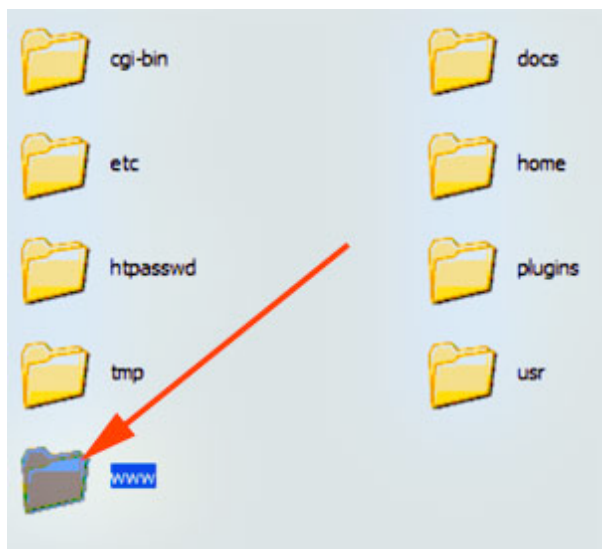 cgi-bin
docs
etc
home
htpasswd
plugins
tmp
usr
www